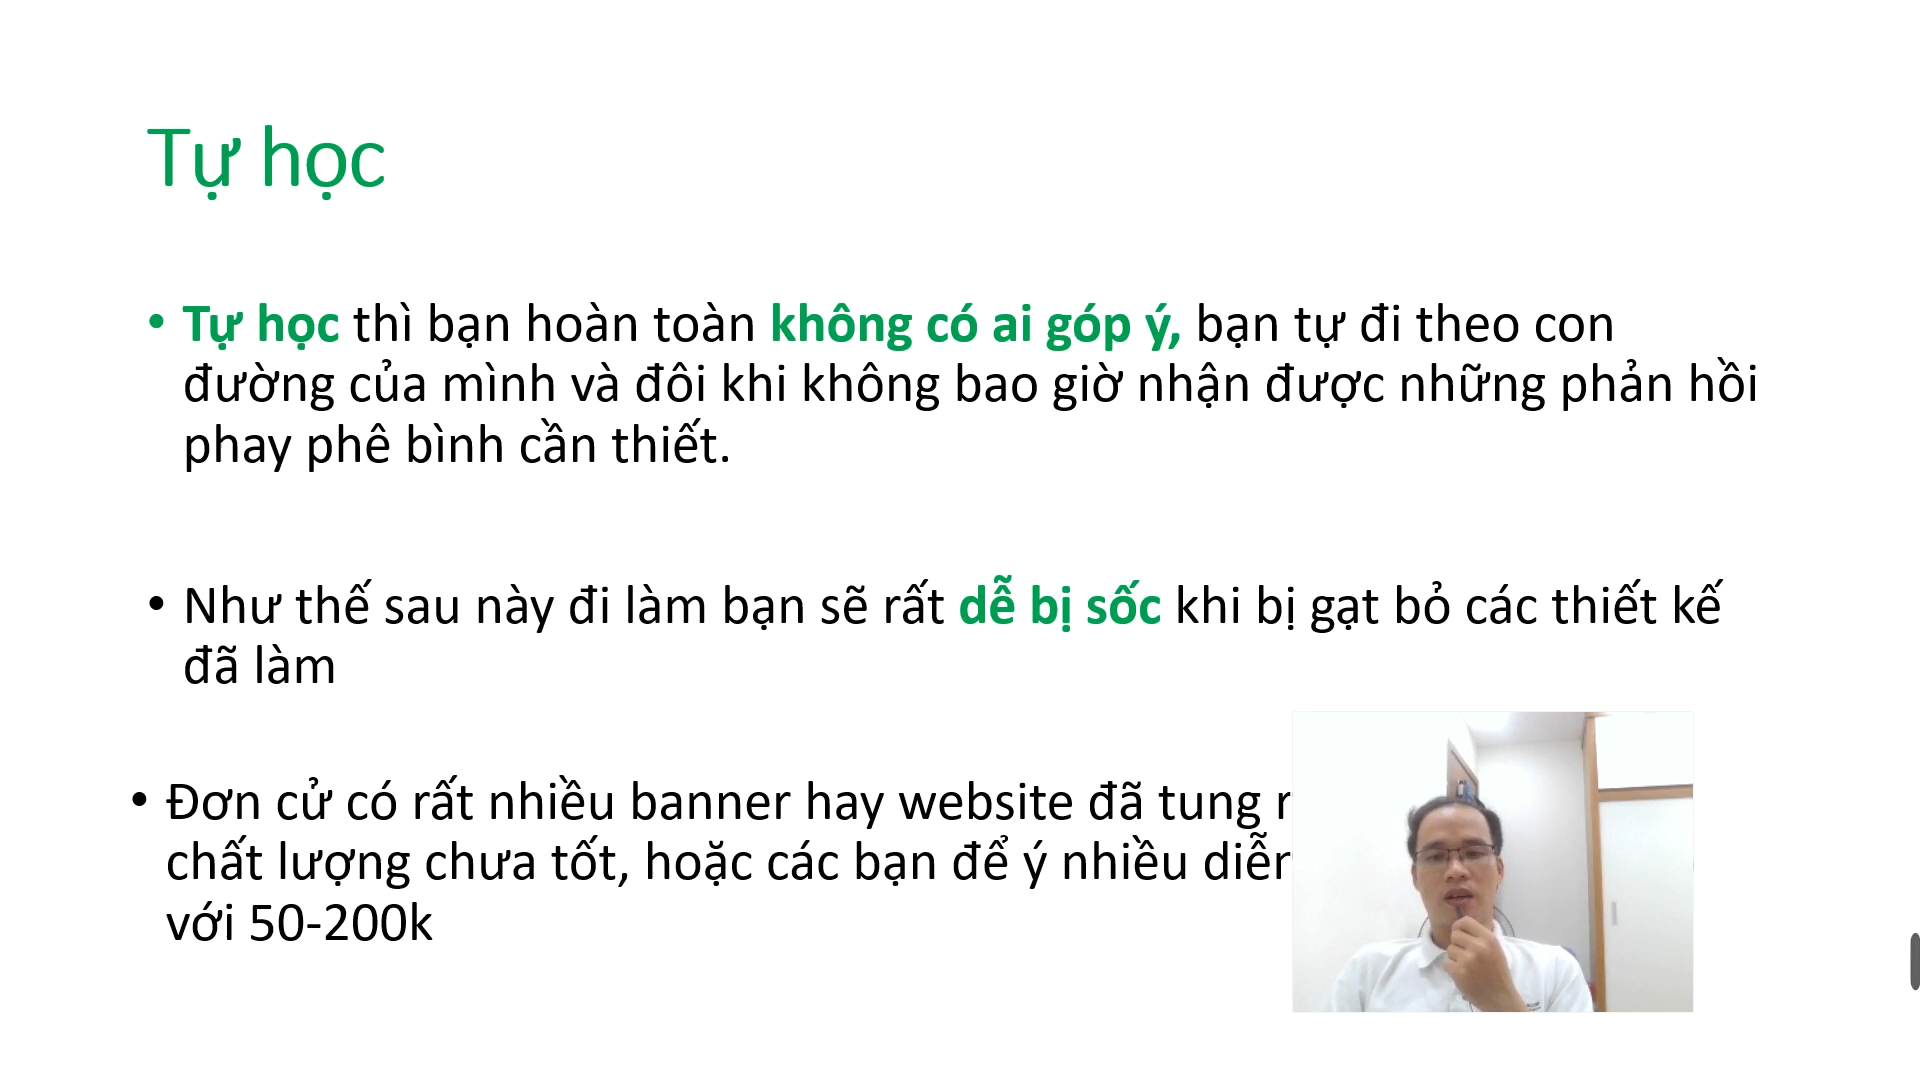 Tự học
• Tự học thì bạn hoàn toàn không có ai góp ý, bạn tự đi theo con
đường của mình và đôi khi không bao giờ nhận được những phản hồi
phay phê bình cần thiết.
• Như thế sau này đi làm bạn sẽ rất dễ bị sốc khi bị gạt bỏ các thiết kế
đã làm
• Đơn cử có rất nhiều banner hay website đã tung
chất lượng chưa tốt, hoặc các bạn để ý nhiều
với 50-200k